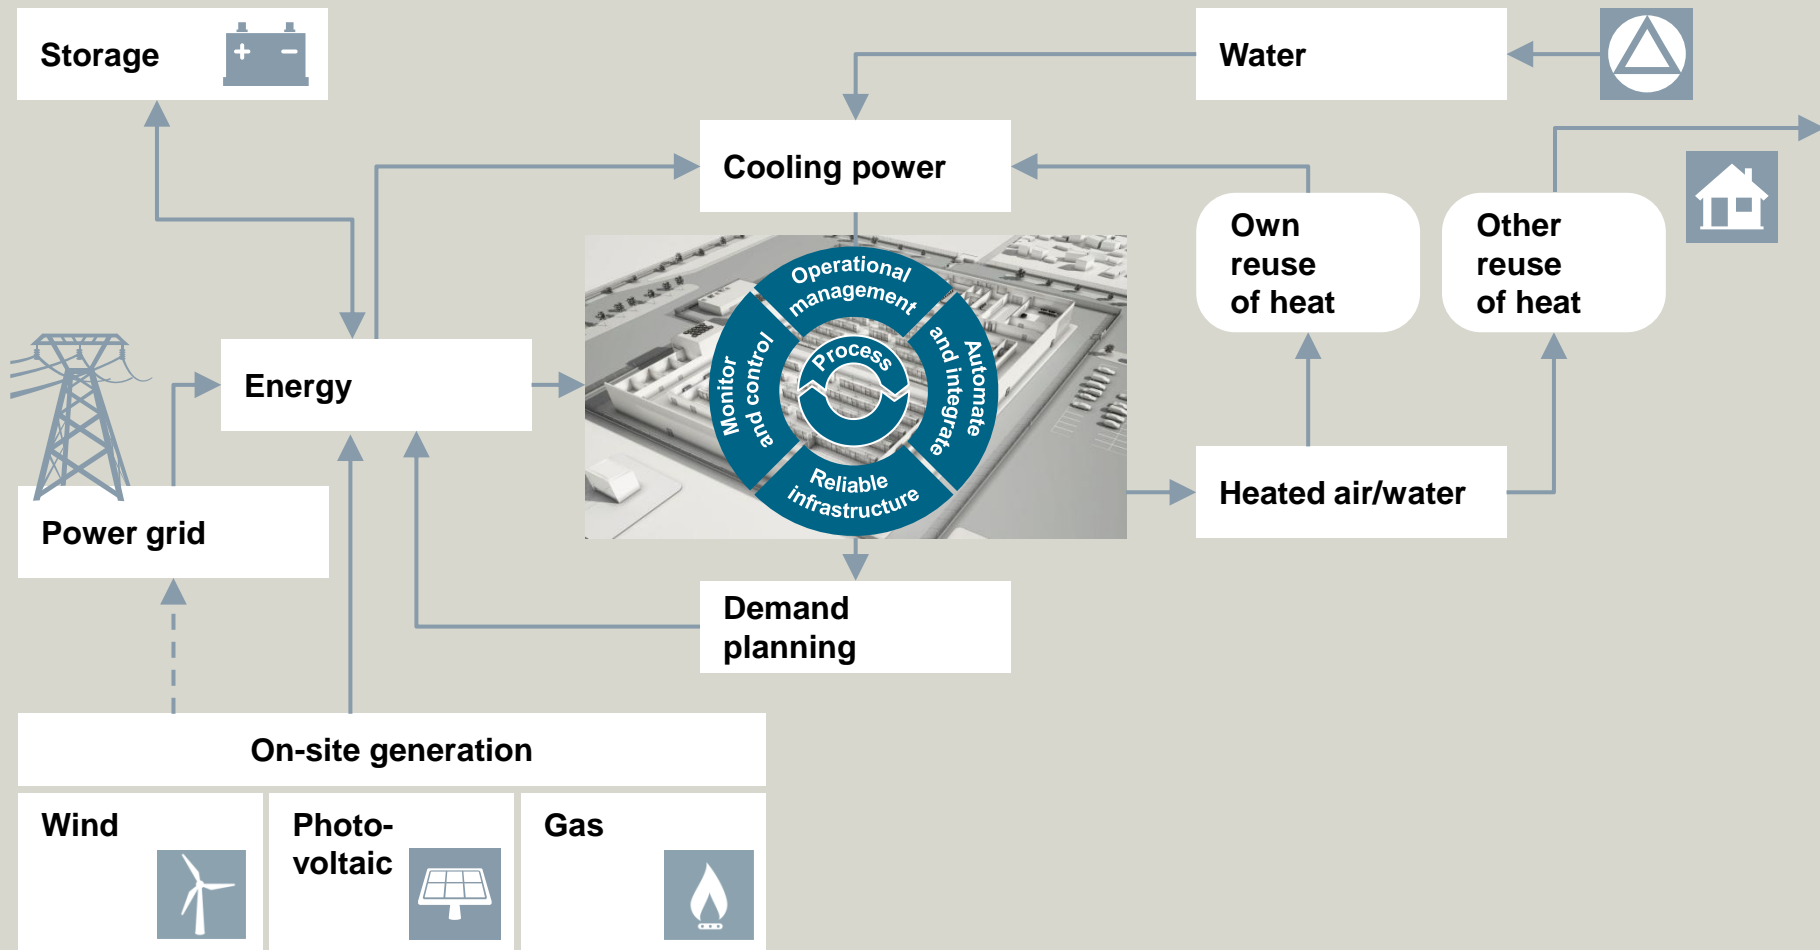 Storage
Water
Cooling power
Own
reuse
of heat
Other
reuse
of heat
Operational
management
Monitor
and control
Process
Automate
and integrate
Reliable
infrastructure
Energy
Heated air/water
Power grid
Demand
planning
On-site generation
Wind
Photo-
voltaic
Gas